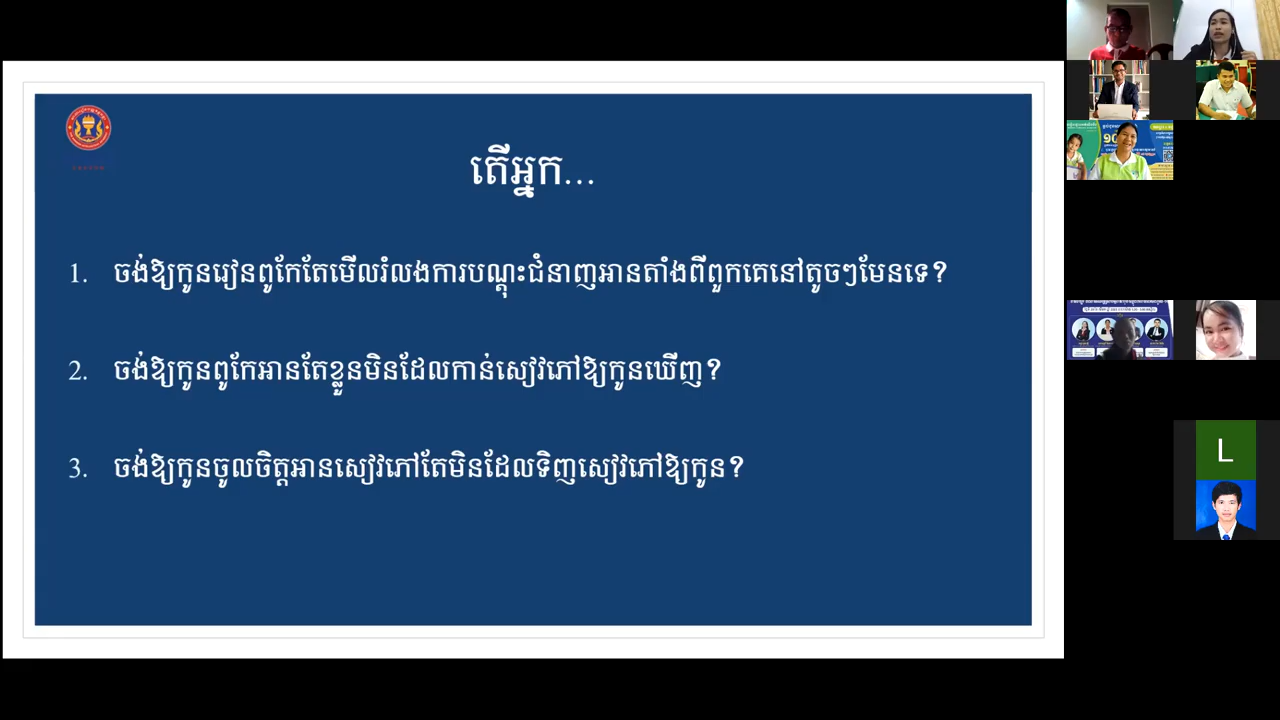 តើអ្នក...
1. ចង់ឱ្យកូនរៀនពូកែតែមើលរំលងការបណ្តុះជំនាញអានតាំងពីពួកគេនៅតូចៗមែនទេ?
2. ចង់ឱ្យកូនពូកែអានតែខ្លួនមិនដែលកាន់សៀវភៅឱ្យកូនឃើញ?
3. ចង់ឱ្យកូនចូលចិត្តអានសៀវភៅតែមិនដែលទិញសៀវភៅឱ្យកូន?
L